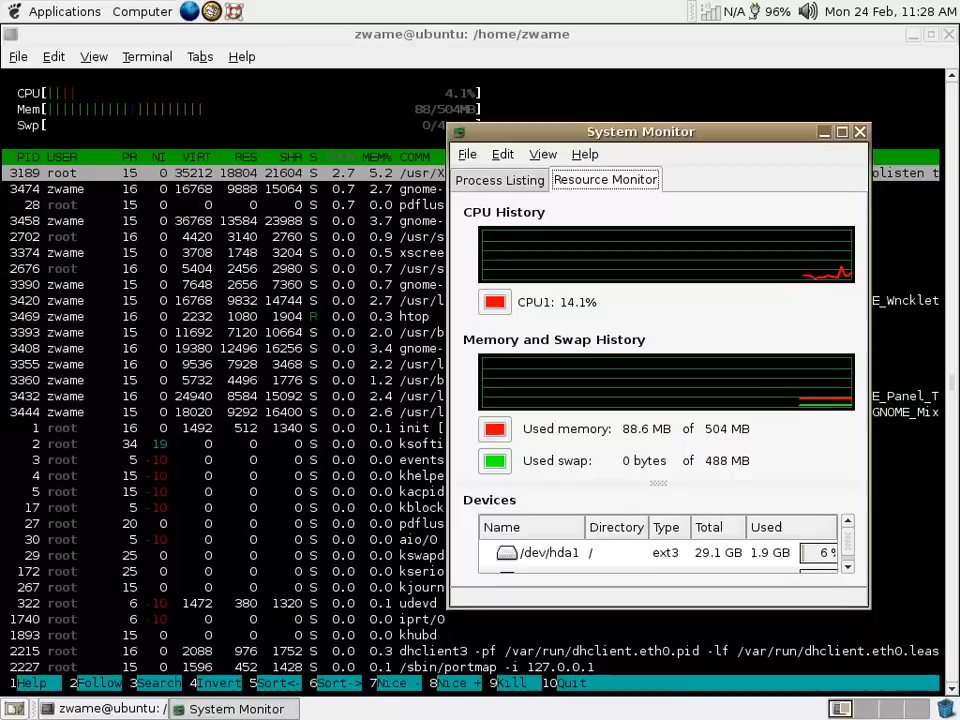 Applications Computer N/A 96% Mon 24 Feb, 11:28 AM
zwame@ubuntu: /home/zwame
File Edit View Terminal Tabs Help
CPU[|||| 4.1%]
Mem[ 88/504MB]
Swp[ 0/4
PID USER PR NI VIRT RES SHR S MEM% COMM
3189 root 15 0 35212 18804 21604 S 2.7 5.2 /usr/X olisten t
3474 zwame 16 0 16768 9888 15064 S 0.7 2.7 gnome-
28 root 15 0 0 0 0 S 0.7 0.0 pdflus
3458 zwame 15 0 36768 13584 23988 S 0.0 3.7 gnome-
2702 root 16 0 4420 3140 2760 S 0.0 0.9 /usr/s
3374 zwame 15 0 3708 1748 3204 S 0.0 0.5 xscree
2676 root 16 0 5404 2456 2980 S 0.0 0.7 /usr/s
3390 zwame 15 0 7648 2656 7360 S 0.0 0.7 gnome-
3420 zwame 15 0 16768 9832 14744 S 0.0 2.7 /usr/l E_Wncklet
3469 zwame 16 0 2232 1080 1904 R 0.0 0.3 htop
3393 zwame 15 0 11692 7120 10664 S 0.0 2.0 /usr/b
3408 zwame 15 0 19380 12496 16256 S 0.0 3.4 gnome-
3355 zwame 16 0 9536 7928 3468 S 0.0 2.2 /usr/l
3360 zwame 15 0 5732 4496 1776 S 0.0 1.2 /usr/b
3432 zwame 16 0 24940 8584 15092 S 0.0 2.4 /usr/l E_Panel_T
3444 zwame 15 0 18020 9292 16400 S 0.0 2.6 /usr/l GNOME_Mix
1 root 16 0 1492 512 1340 S 0.0 0.1 init [
2 root 34 19 0 0 0 S 0.0 0.0 ksofti
3 root 5 -10 0 0 0 S 0.0 0.0 events
4 root 15 -10 0 0 0 S 0.0 0.0 khelpe
5 root 15 -10 0 0 0 S 0.0 0.0 kacpid
17 root 5 -10 0 0 0 S 0.0 0.0 kblock
27 root 20 0 0 0 0 S 0.0 0.0 pdflus
30 root 5 -10 0 0 0 S 0.0 0.0 aio/0
29 root 25 0 0 0 0 S 0.0 0.0 kswapd
172 root 25 0 0 0 0 S 0.0 0.0 kserio
267 root 15 0 0 0 0 S 0.0 0.0 kjourn
322 root 6 -10 1472 380 1320 S 0.0 0.1 udevd
1740 root 6 -10 0 0 0 S 0.0 0.0 iprt/0
1893 root 15 0 0 0 0 S 0.0 0.0 khubd
2215 root 16 0 2088 976 1752 S 0.0 0.3 dhclient3 -pf /var/run/dhclient.eth0.pid -lf /var/run/dhclient.eth0.leas
2227 root 15 0 1596 452 1428 S 0.0 0.1 /sbin/portmap -i 127.0.0.1
1Help 2Follow 3Search 4Invert 5Sort<- 6Sort-> 7Nice - 8Nice + 9Kill 10Quit
System Monitor
File Edit View Help
Process Listing Resource Monitor
CPU History
CPU1: 14.1%
Memory and Swap History
Used memory: 88.6 MB of 504 MB
Used swap: 0 bytes of 488 MB
Devices
Name Directory Type Total Used
/dev/hda1 / ext3 29.1 GB 1.9 GB 6 %
zwame@ubuntu: / System Monitor